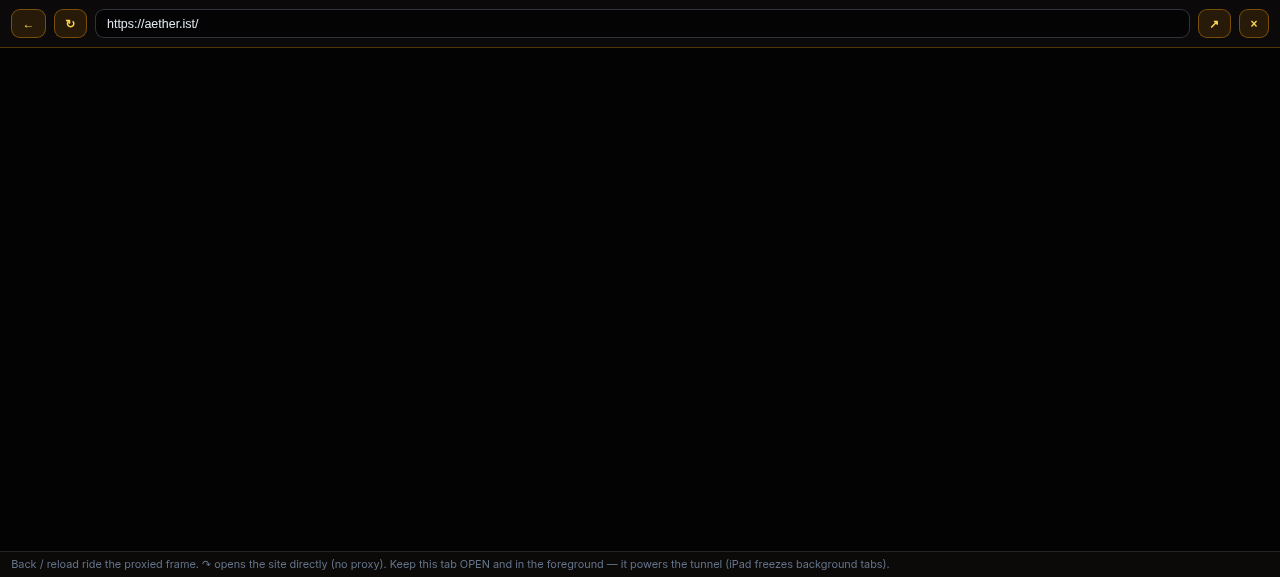 ← ↻ https://aether.ist/ ↗ ×
Back / reload ride the proxied frame. ↷ opens the site directly (no proxy). Keep this tab OPEN and in the foreground — it powers the tunnel (iPad freezes background tabs).